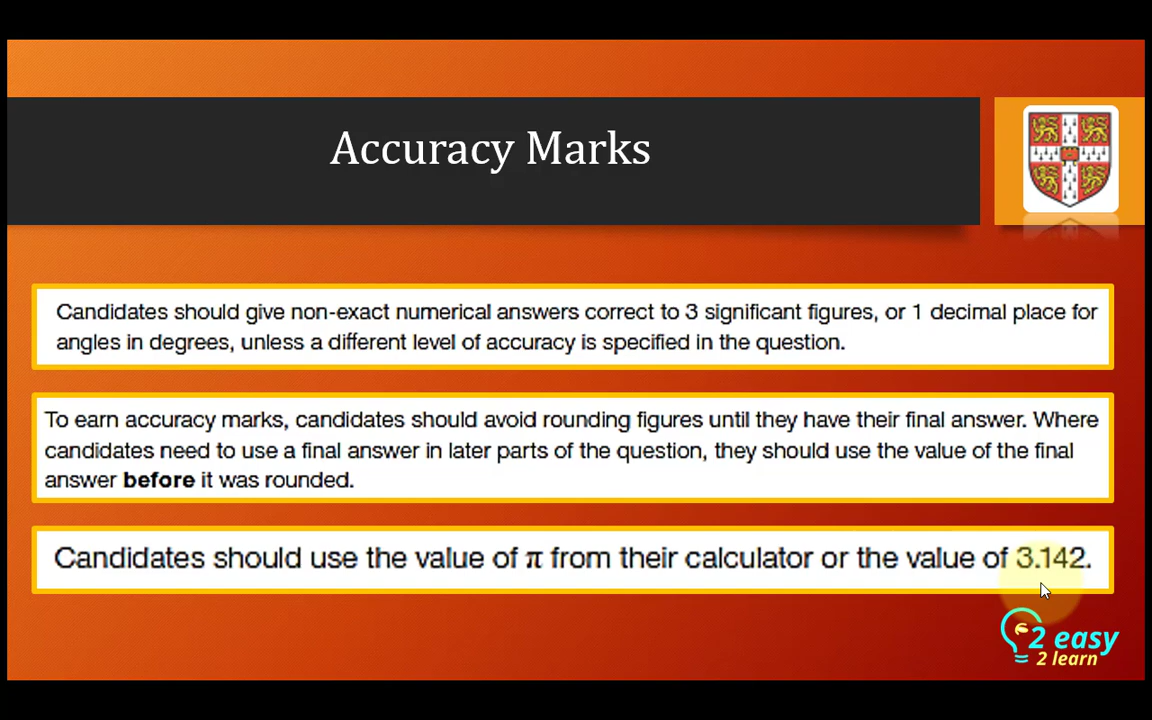 Accuracy Marks
Candidates should give non-exact numerical answers correct to 3 significant figures, or 1 decimal place for
angles in degrees, unless a different level of accuracy is specified in the question.
To earn accuracy marks, candidates should avoid rounding figures until they have their final answer. Where
candidates need to use a final answer in later parts of the question, they should use the value of the final
answer before it was rounded.
Candidates should use the value of π from their calculator or the value of 3.142.
2 easy
2 learn